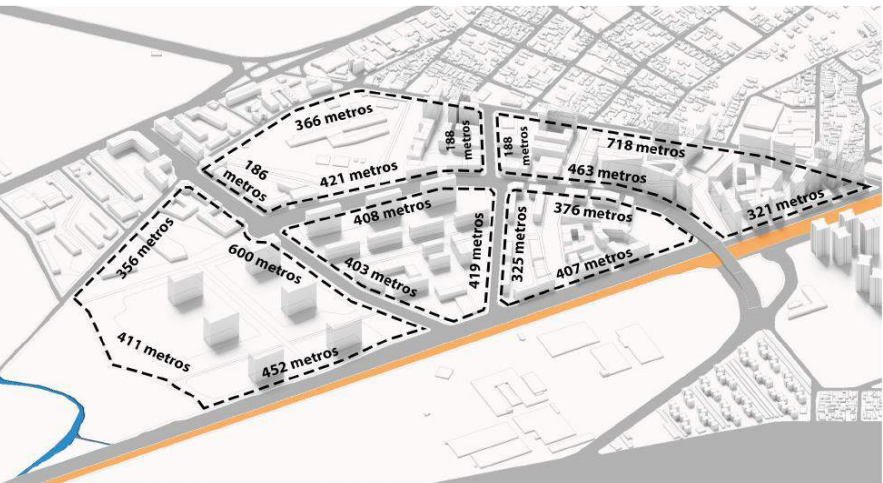 366 metros
188
metros
188
metros
718 metros
186
metros
421 metros
463 metros
321 metros
408 metros
376 metros
356 metros
600 metros
403 metros
419 metros
325 metros
407 metros
411 metros
452 metros